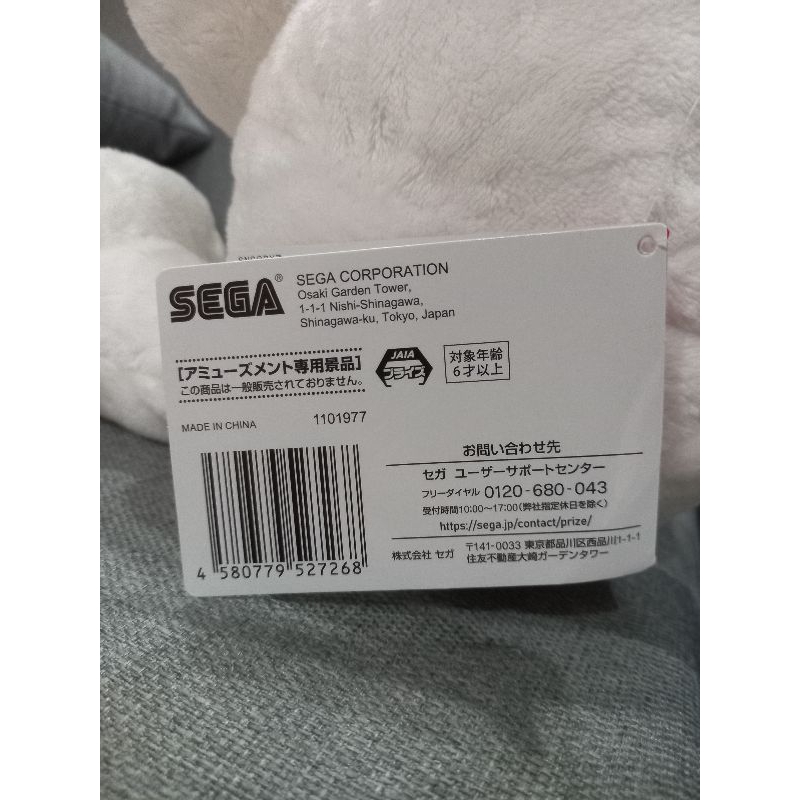 SEGA®
SEGA CORPORATION
Osaki Garden Tower,
1-1-1 Nishi-Shinagawa,
Shinagawa-ku, Tokyo, Japan
[アミューズメント専用景品]
この商品は一般販売されておりません。
JAIA
プライズ
対象年齢
6才以上
MADE IN CHINA
1101977
4 580779 527268
お問い合わせ先
セガ ユーザーサポートセンター
フリーダイヤル 0120-680-043
受付時間10:00~17:00(弊社指定休日を除く)
https://sega.jp/contact/prize/
株式会社 セガ
〒141-0033 東京都品川区西品川1-1-1
住友不動産大崎ガーデンタワー